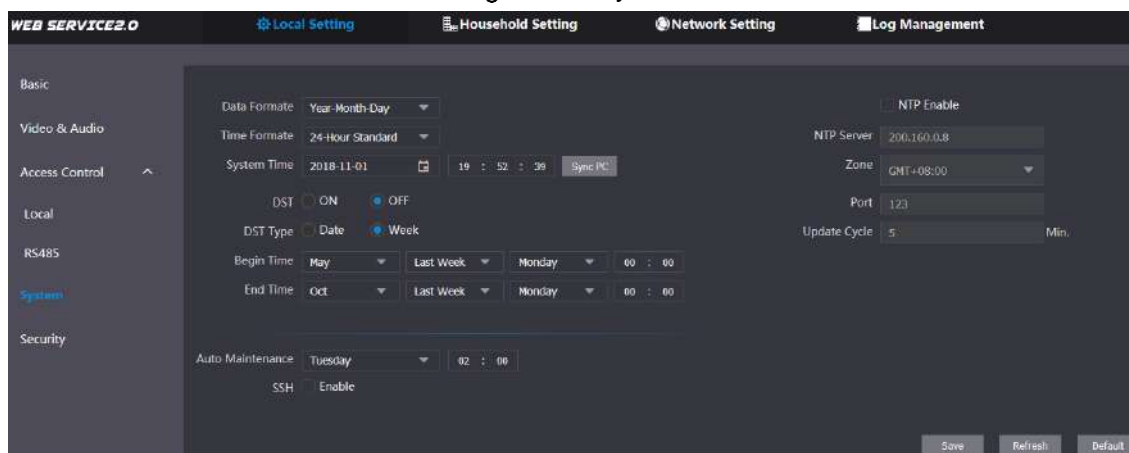 WEB SERVICE2.0 Local Setting Household Setting Network Setting Log Management
Basic
Video & Audio
Access Control
Local
RS485
System
Security
Data Formate Year-Month-Day
Time Formate 24-Hour Standard
System Time 2018-11-01 19 : 52 : 39 Sync PC
DST ON OFF
DST Type Date Week
Begin Time May Last Week Monday 00 : 00
End Time Oct Last Week Monday 00 : 00
Auto Maintenance Tuesday 02 : 00
SSH Enable
NTP Enable
NTP Server 200.160.0.8
Zone GMT+08:00
Port 123
Update Cycle 5 Min.
Save Refresh Default